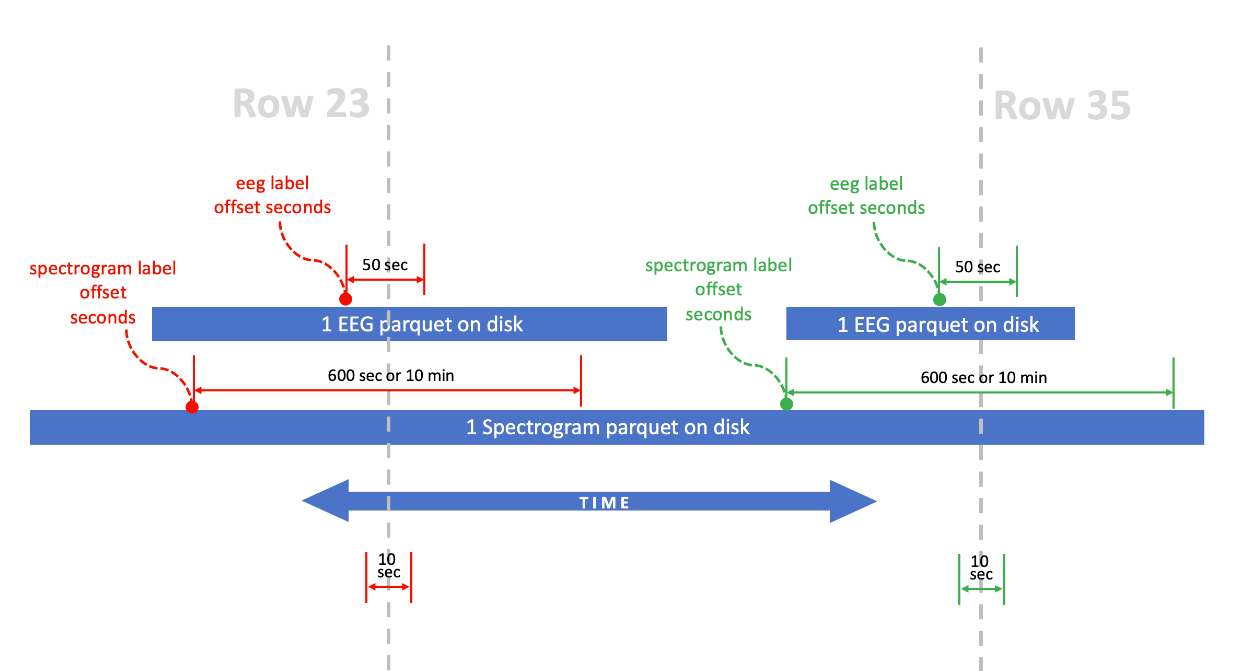 Row 23
Row 35
eeg label
offset seconds
eeg label
offset seconds
50 sec
50 sec
spectrogram label
offset
seconds
spectrogram label
offset
seconds
1 EEG parquet on disk
1 EEG parquet on disk
600 sec or 10 min
600 sec or 10 min
1 Spectrogram parquet on disk
TIME
10
sec
10
sec